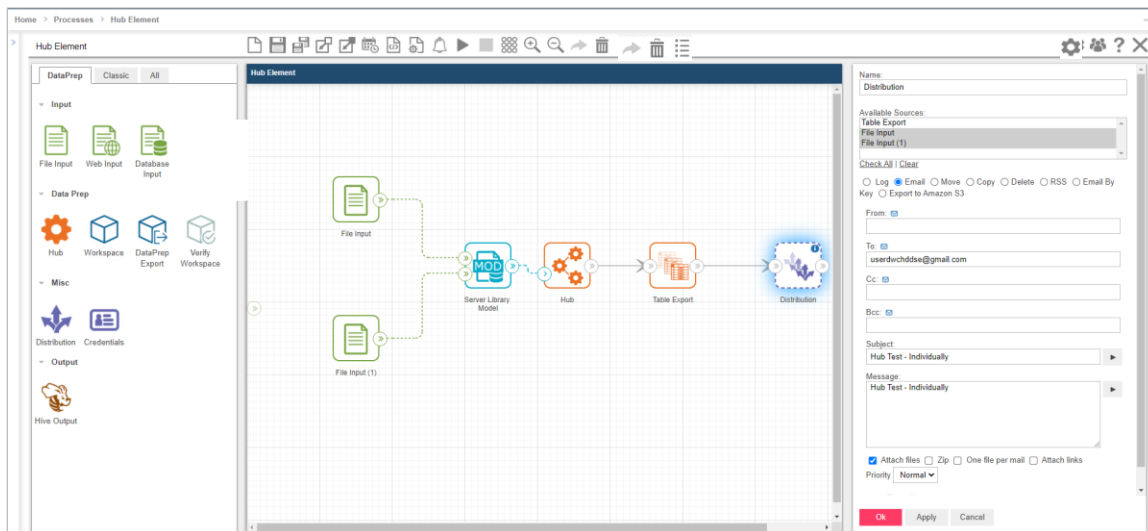 Home > Processes > Hub Element
Hub Element
DataPrep Classic All
Input
File Input Web Input Database Input
Data Prep
Hub Workspace DataPrep Export Verify Workspace
Misc
Distribution Credentials
Output
Hive Output
Hub Element
File Input
MOD
Server Library Model
Hub
Table Export
Distribution
File Input (1)
Name:
Distribution
Available Sources:
Table Export
File Input
File Input (1)
Check All | Clear
Log Email Move Copy Delete RSS Email By
Key Export to Amazon S3
From:
To:
userdwchddse@gmail.com
Cc:
Bcc:
Subject:
Hub Test - Individually
Message:
Hub Test - Individually
Attach files Zip One file per mail Attach links
Priority Normal
Ok Apply Cancel